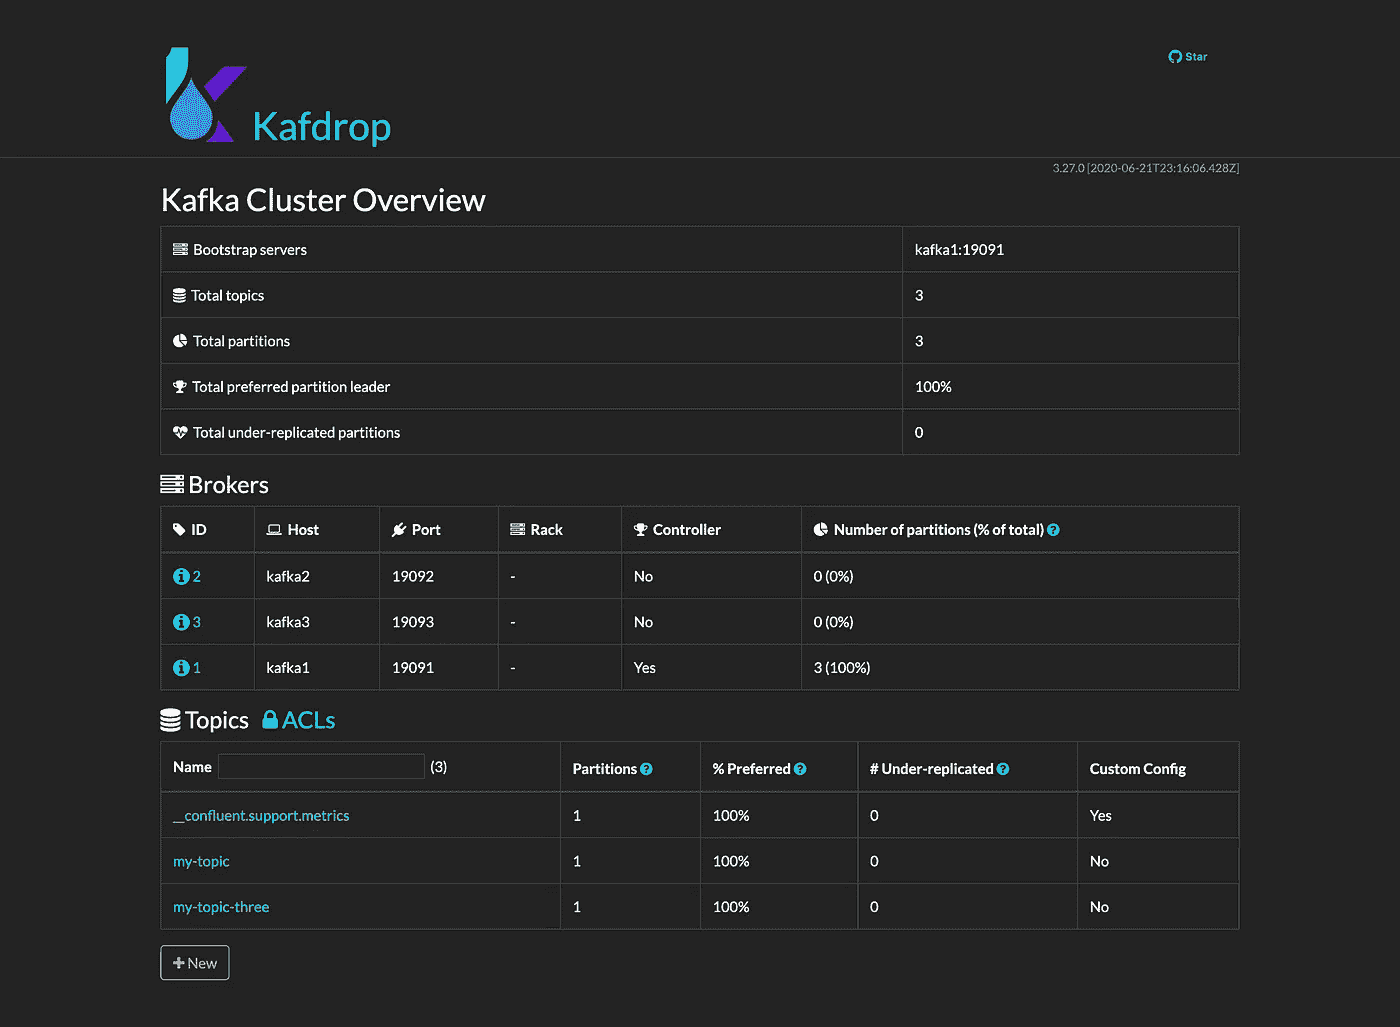 Star
Kafdrop
3.27.0 [2020-06-21T23:16:06.428Z]
Kafka Cluster Overview
Bootstrap servers kafka1:19091
Total topics 3
Total partitions 3
Total preferred partition leader 100%
Total under-replicated partitions 0
Brokers
ID Host Port Rack Controller Number of partitions (% of total) ?
2 kafka2 19092 - No 0 (0%)
3 kafka3 19093 - No 0 (0%)
1 kafka1 19091 - Yes 3 (100%)
Topics ACLs
Name (3) Partitions ? % Preferred ? # Under-replicated ? Custom Config
__confluent.support.metrics 1 100% 0 Yes
my-topic 1 100% 0 No
my-topic-three 1 100% 0 No
+ New